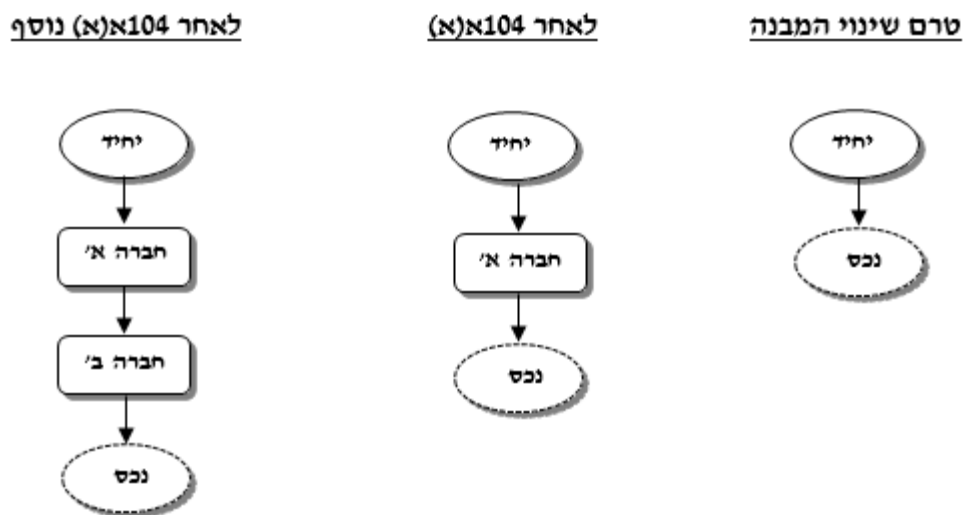 טרם שינוי המבנה
לאחר 104א(א)
לאחר 104א(א) נוסף
יחיד
נכס
יחיד
חברה א'
נכס
יחיד
חברה א'
חברה ב'
נכס